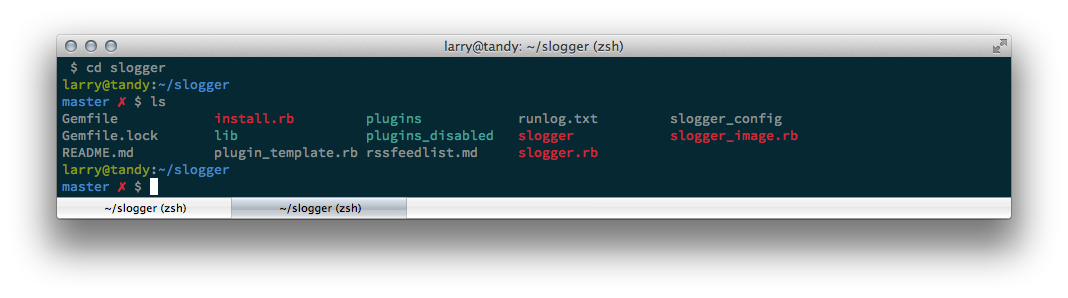 larry@tandy: ~/slogger (zsh)
$ cd slogger
larry@tandy:~/slogger
master ✗ $ ls
Gemfile install.rb plugins runlog.txt slogger_config
Gemfile.lock lib plugins_disabled slogger slogger_image.rb
README.md plugin_template.rb rssfeedlist.md slogger.rb
larry@tandy:~/slogger
master ✗ $
~/slogger (zsh) ~/slogger (zsh)